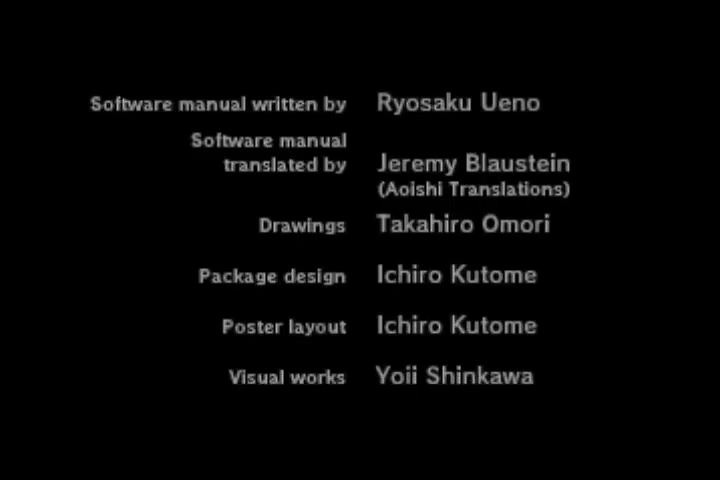 Software manual written by Ryosaku Ueno
Software manual
translated by Jeremy Blaustein
(Aoishi Translations)
Drawings Takahiro Omori
Package design Ichiro Kutome
Poster layout Ichiro Kutome
Visual works Yoii Shinkawa